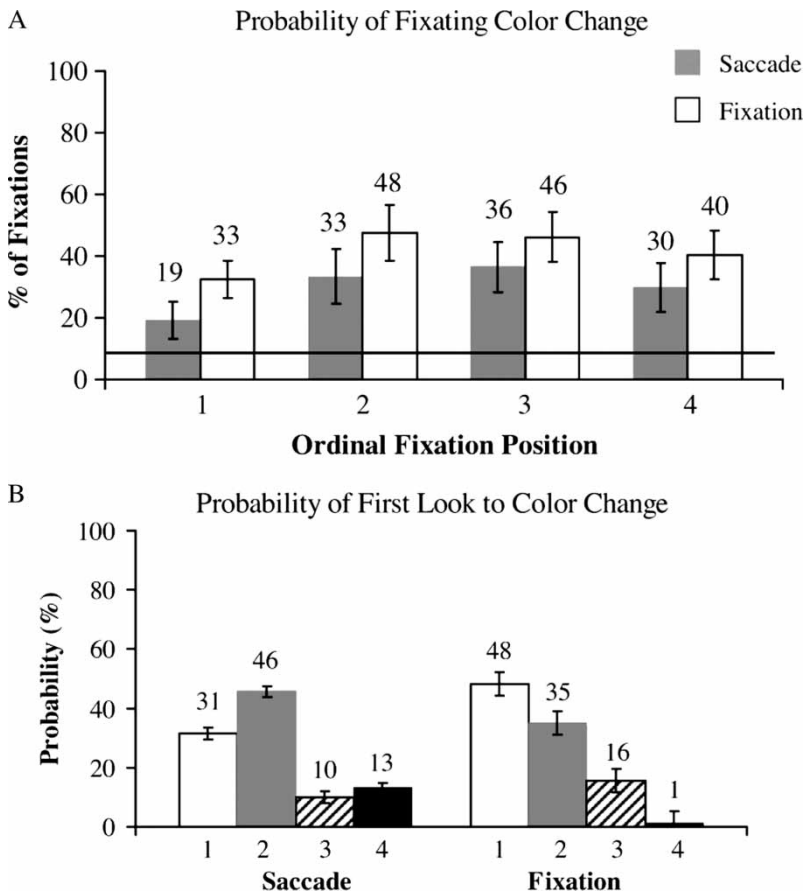 A
Probability of Fixating Color Change
Saccade
Fixation
% of Fixations
100
80
60
40
20
0
19
33
33
48
36
46
30
40
1 2 3 4
Ordinal Fixation Position
B
Probability of First Look to Color Change
Probability (%)
100
80
60
40
20
0
31
46
10
13
48
35
16
1
1 2 3 4 1 2 3 4
Saccade Fixation